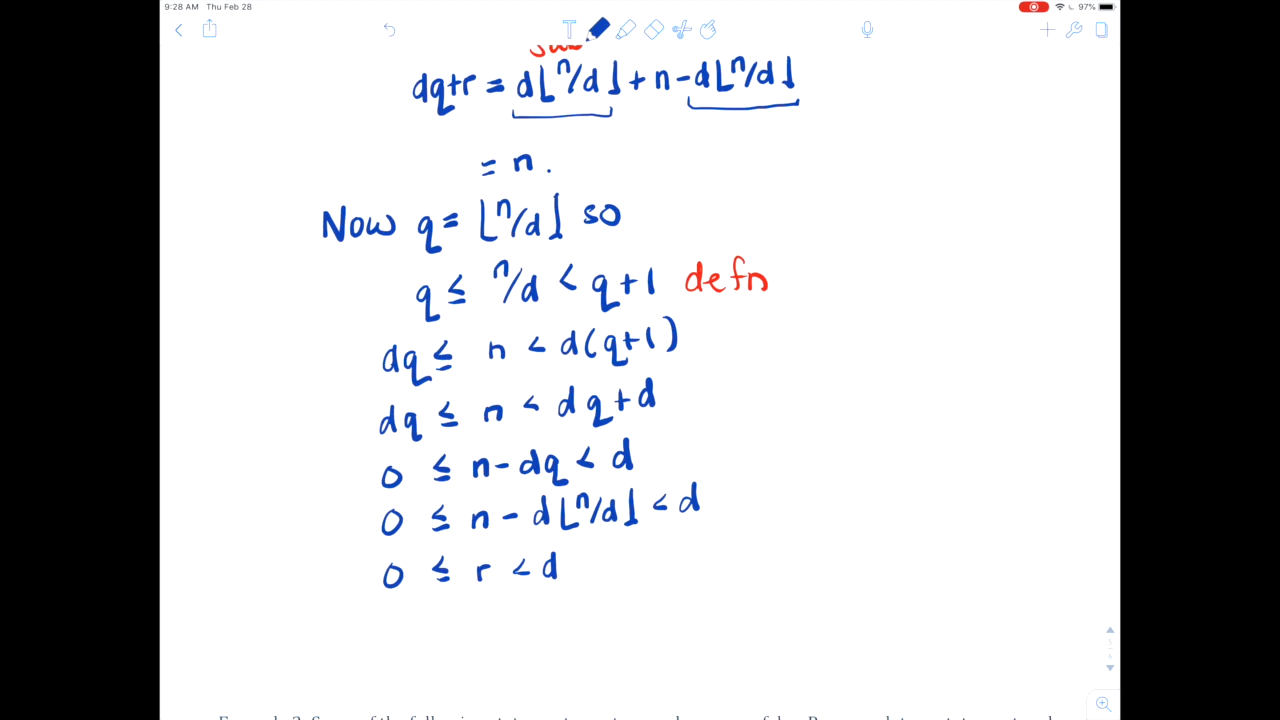 9:28 AM Thu Feb 28 97%
T
dq+r = d⌊n/d⌋ + n - d⌊n/d⌋
= n.
Now q = ⌊n/d⌋ so
q ≤ n/d < q+1 defn
dq ≤ n < d(q+1)
dq ≤ n < dq+d
0 ≤ n-dq < d
0 ≤ n - d⌊n/d⌋ < d
0 ≤ r < d